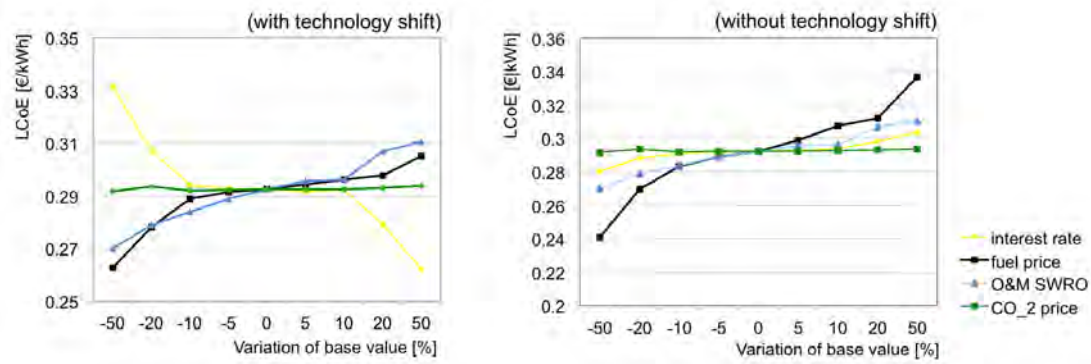 (with technology shift)
LCoE [€/kWh]
0.35
0.33
0.31
0.29
0.27
0.25
-50 -20 -10 -5 0 5 10 20 50
Variation of base value [%]
(without technology shift)
LCoE [€|kWh]
0.36
0.34
0.32
0.3
0.28
0.26
0.24
0.22
0.2
-50 -20 -10 -5 0 5 10 20 50
Variation of base value [%]
interest rate
fuel price
O&M SWRO
CO_2 price